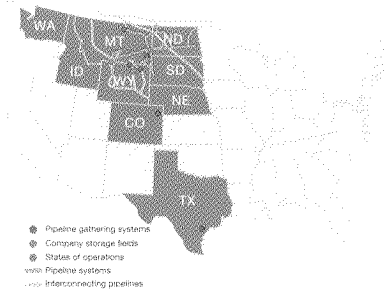 WA
MT
ND
ID
WY
SD
NE
CO
TX
Pipeline gathering systems
Company storage fields
States of operations
Pipeline systems
Interconnecting pipelines